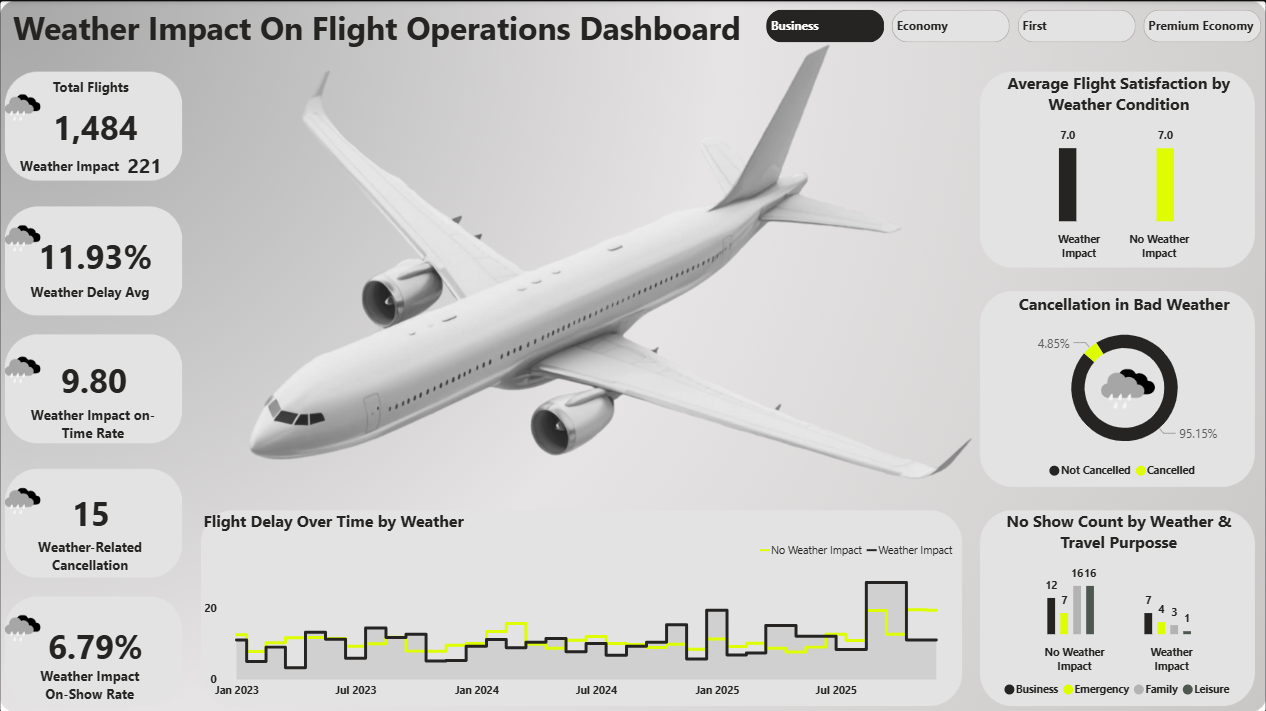 Weather Impact On Flight Operations Dashboard
Business
Economy
First
Premium Economy
Total Flights
1,484
Weather Impact 221
11.93%
Weather Delay Avg
9.80
Weather Impact on-
Time Rate
15
Weather-Related
Cancellation
6.79%
Weather Impact
On-Show Rate
Flight Delay Over Time by Weather
No Weather Impact
Weather Impact
20
0
Jan 2023
Jul 2023
Jan 2024
Jul 2024
Jan 2025
Jul 2025
Average Flight Satisfaction by
Weather Condition
7.0
7.0
Weather
Impact
No Weather
Impact
Cancellation in Bad Weather
4.85%
95.15%
Not Cancelled
Cancelled
No Show Count by Weather &
Travel Purposse
12
7
16
16
7
4
3
1
No Weather
Impact
Weather
Impact
Business
Emergency
Family
Leisure